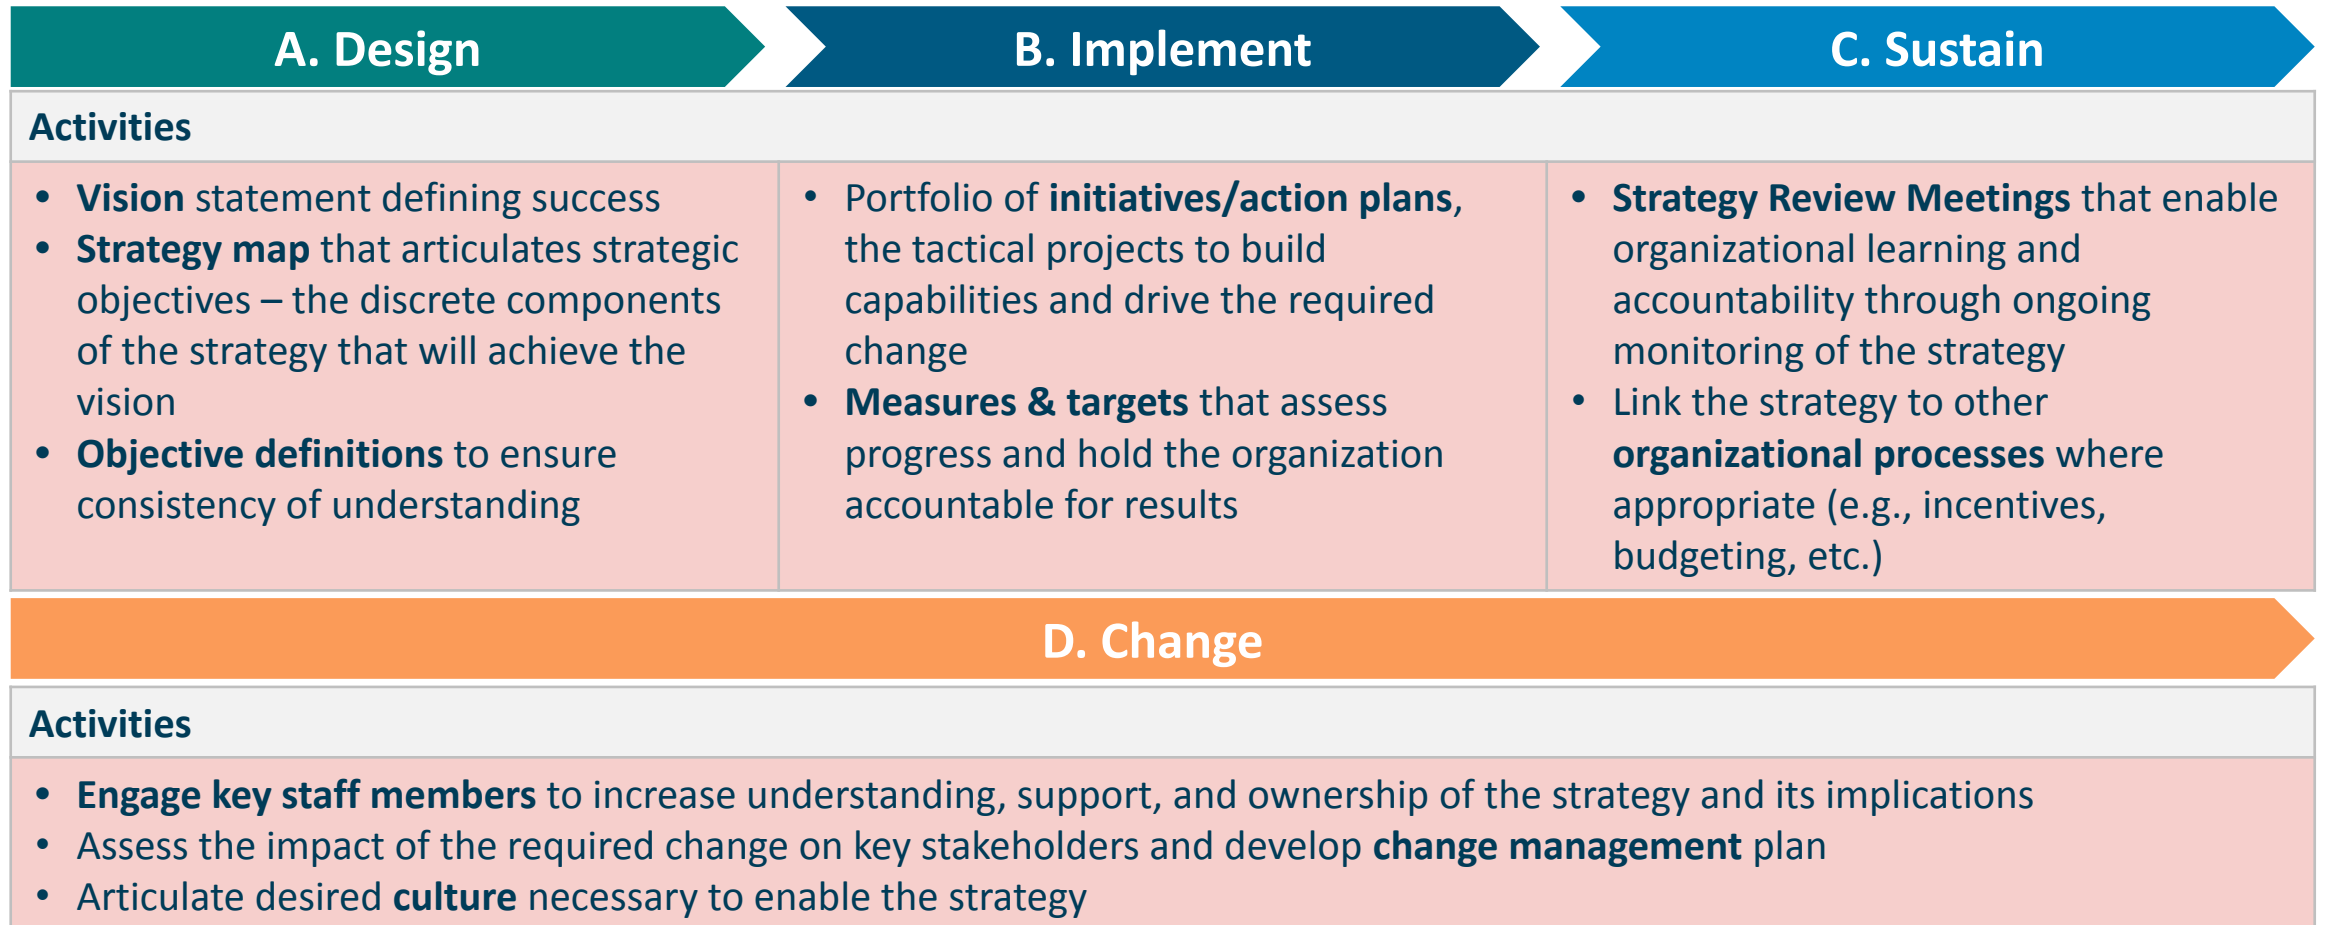 A. Design
B. Implement
C. Sustain
Activities
• Vision statement defining success
• Strategy map that articulates strategic
objectives – the discrete components
of the strategy that will achieve the
vision
• Objective definitions to ensure
consistency of understanding
• Portfolio of initiatives/action plans,
the tactical projects to build
capabilities and drive the required
change
• Measures & targets that assess
progress and hold the organization
accountable for results
• Strategy Review Meetings that enable
organizational learning and
accountability through ongoing
monitoring of the strategy
• Link the strategy to other
organizational processes where
appropriate (e.g., incentives,
budgeting, etc.)
D. Change
Activities
• Engage key staff members to increase understanding, support, and ownership of the strategy and its implications
• Assess the impact of the required change on key stakeholders and develop change management plan
• Articulate desired culture necessary to enable the strategy